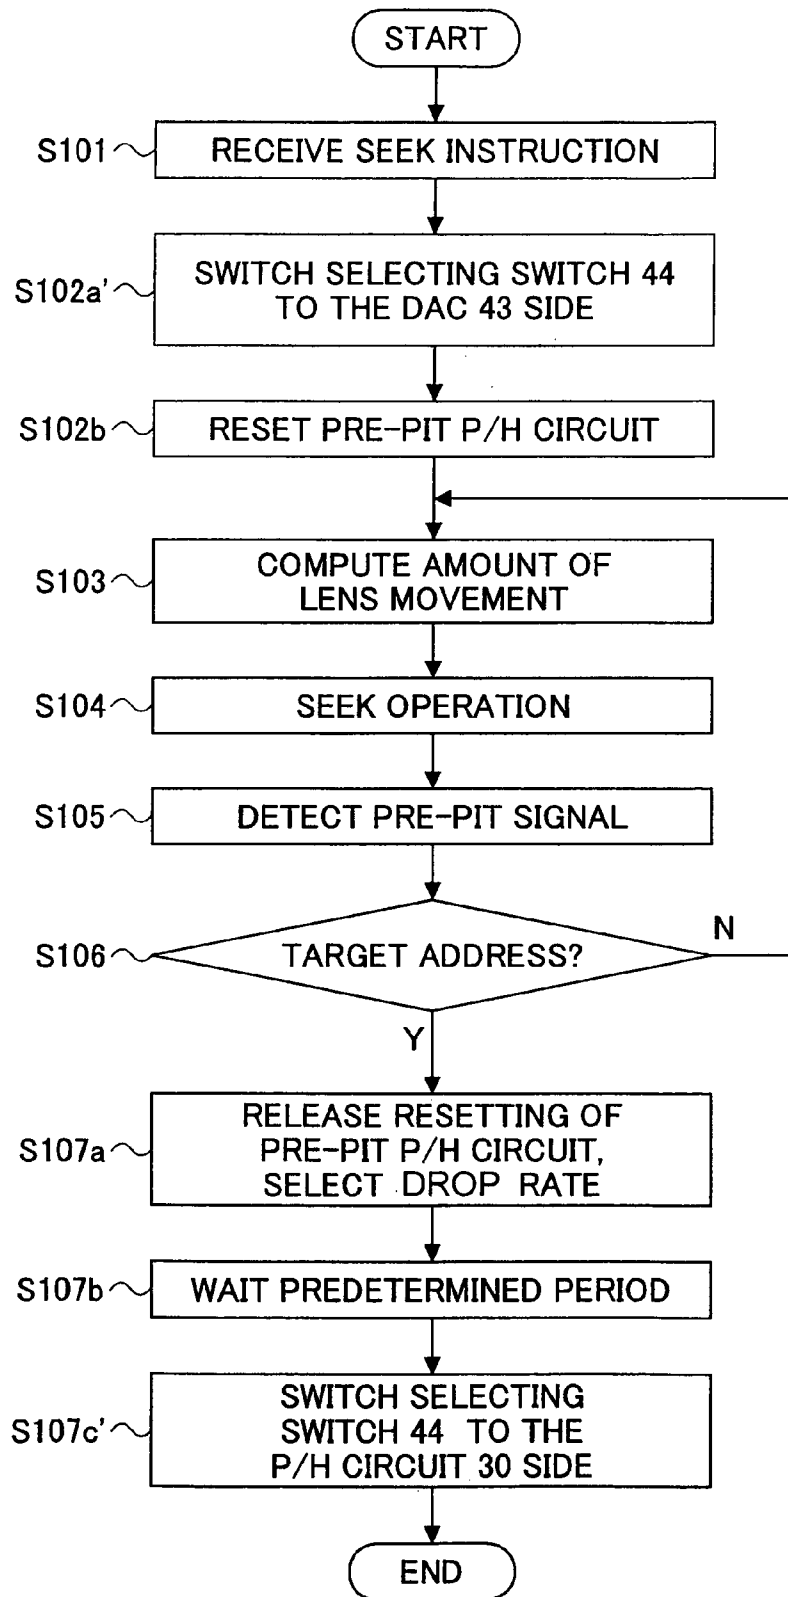 START
S101
RECEIVE SEEK INSTRUCTION
S102a'
SWITCH SELECTING SWITCH 44
TO THE DAC 43 SIDE
S102b
RESET PRE-PIT P/H CIRCUIT
S103
COMPUTE AMOUNT OF
LENS MOVEMENT
S104
SEEK OPERATION
S105
DETECT PRE-PIT SIGNAL
S106
TARGET ADDRESS?
N
Y
S107a
RELEASE RESETTING OF
PRE-PIT P/H CIRCUIT,
SELECT DROP RATE
S107b
WAIT PREDETERMINED PERIOD
S107c'
SWITCH SELECTING
SWITCH 44 TO THE
P/H CIRCUIT 30 SIDE
END